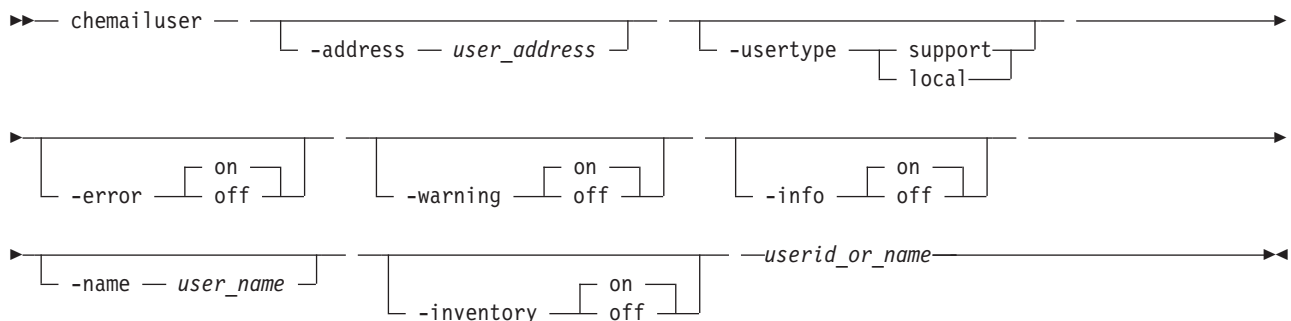 chemailuser
-address user_address
-usertype support
local
on on on
-error off -warning off -info off
userid_or_name
-name user_name on
-inventory off